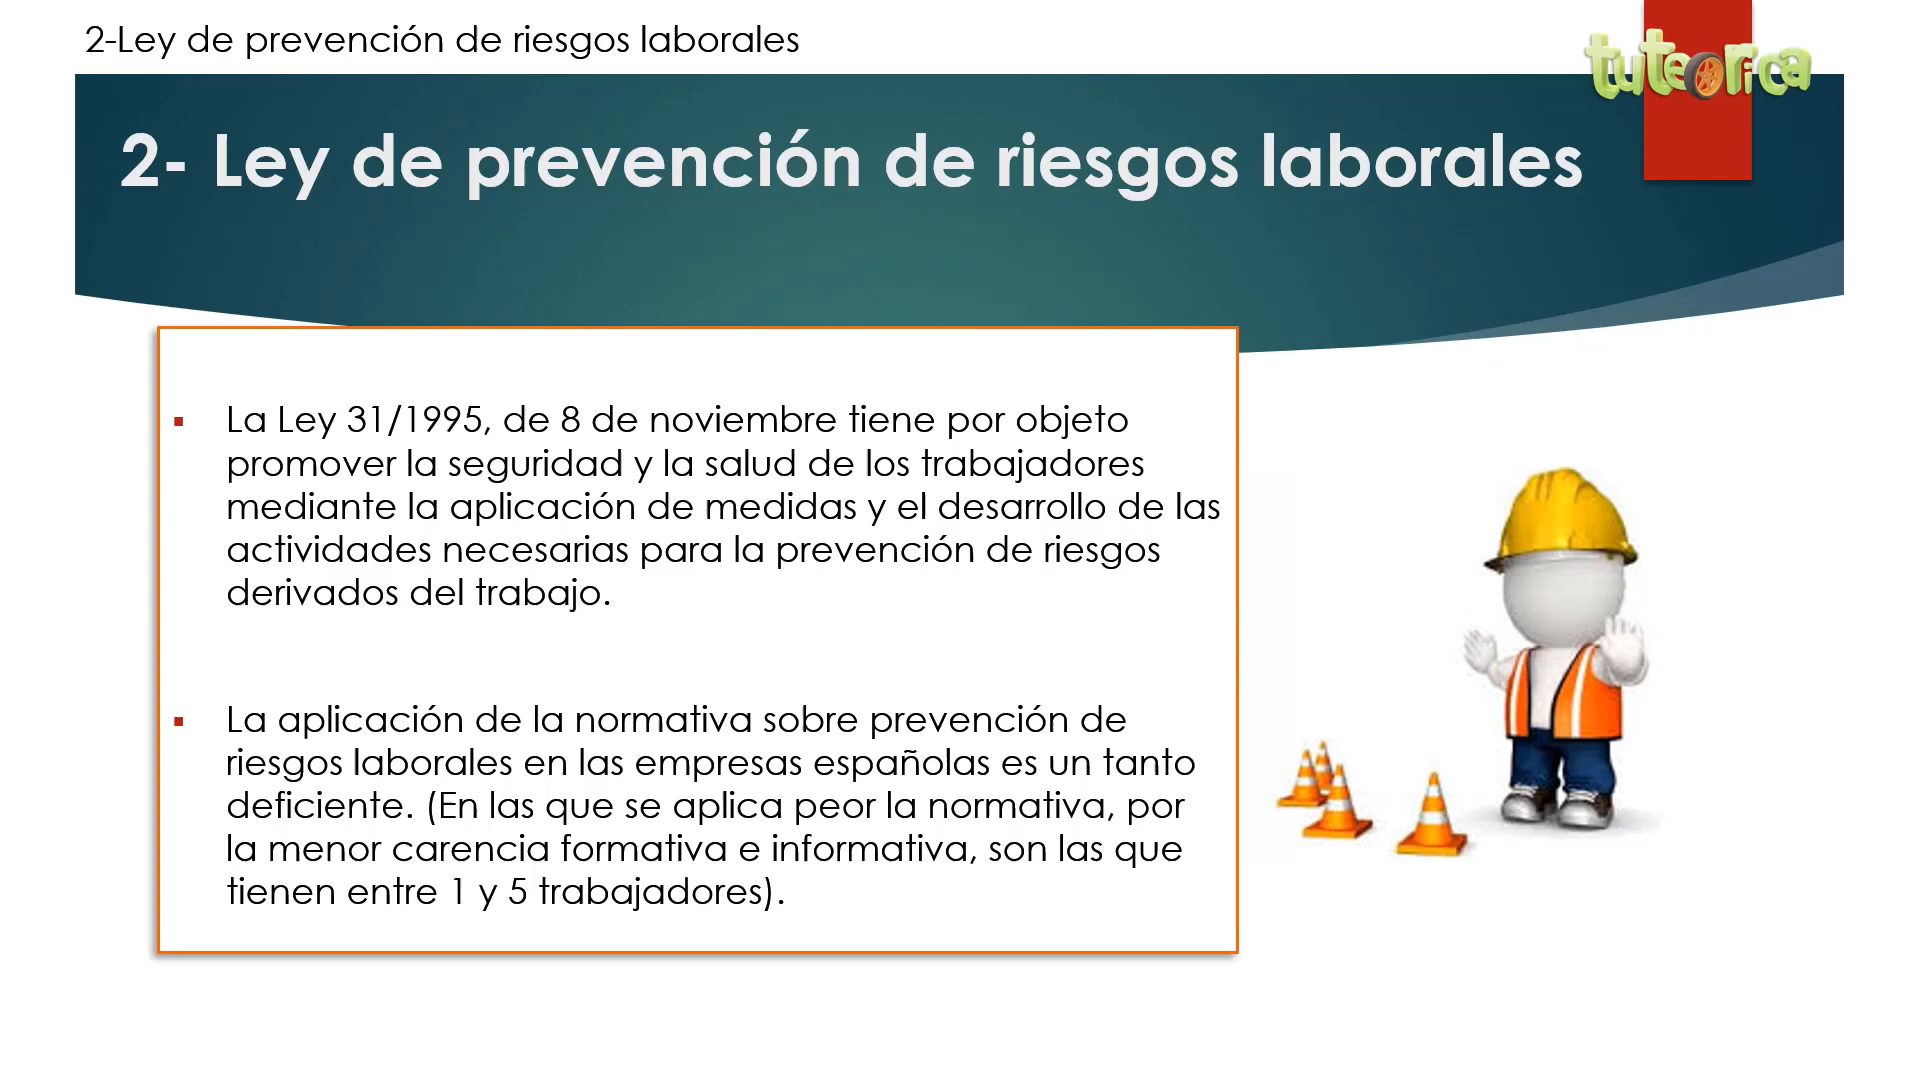 2-Ley de prevención de riesgos laborales
tuteorica
2- Ley de prevención de riesgos laborales
▪ La Ley 31/1995, de 8 de noviembre tiene por objeto
promover la seguridad y la salud de los trabajadores
mediante la aplicación de medidas y el desarrollo de las
actividades necesarias para la prevención de riesgos
derivados del trabajo.
▪ La aplicación de la normativa sobre prevención de
riesgos laborales en las empresas españolas es un tanto
deficiente. (En las que se aplica peor la normativa, por
la menor carencia formativa e informativa, son las que
tienen entre 1 y 5 trabajadores).